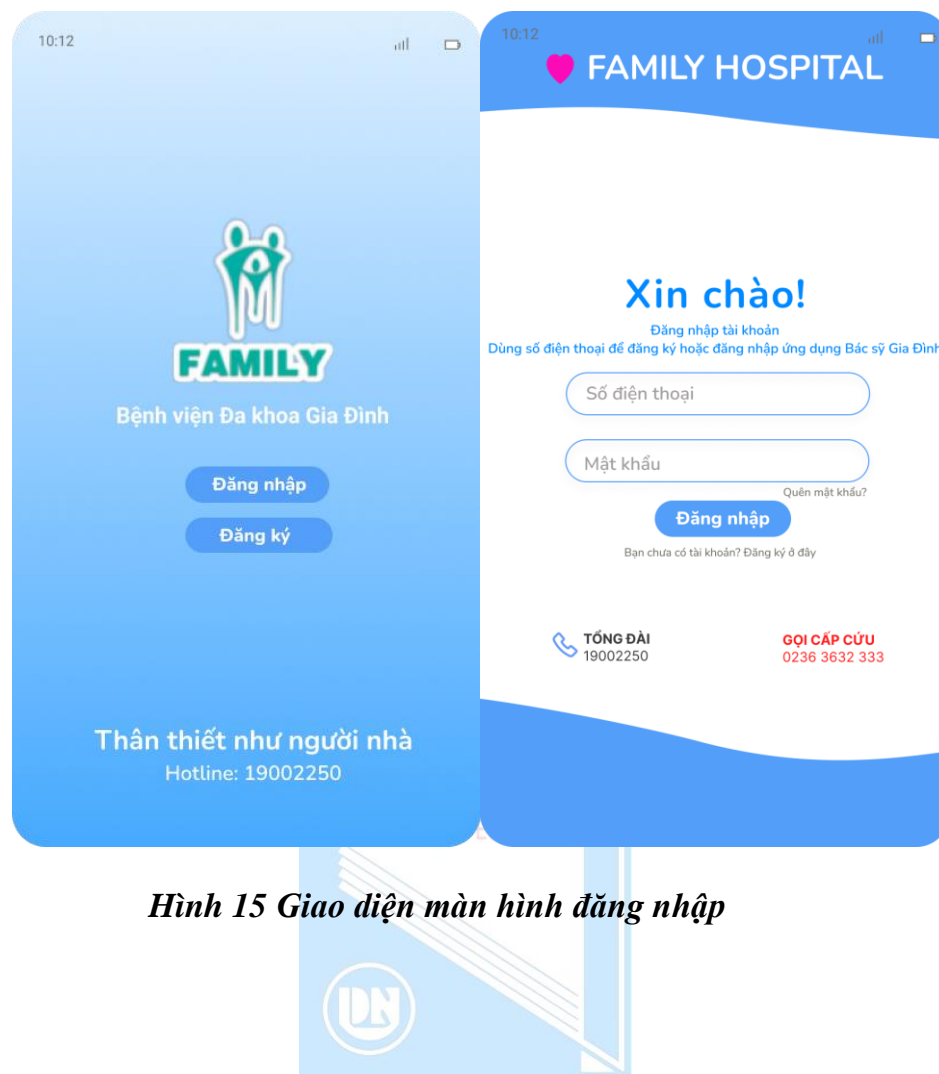 10:12
FAMILY
Bệnh viện Đa khoa Gia Đình
Đăng nhập
Đăng ký
Thân thiết như người nhà
Hotline: 19002250
10:12
FAMILY HOSPITAL
Xin chào!
Đăng nhập tài khoản
Dùng số điện thoại để đăng ký hoặc đăng nhập ứng dụng Bác sỹ Gia Đình
Số điện thoại
Mật khẩu
Quên mật khẩu?
Đăng nhập
Bạn chưa có tài khoản? Đăng ký ở đây
TỔNG ĐÀI
19002250
GỌI CẤP CỨU
0236 3632 333
Hình 15 Giao diện màn hình đăng nhập
DN